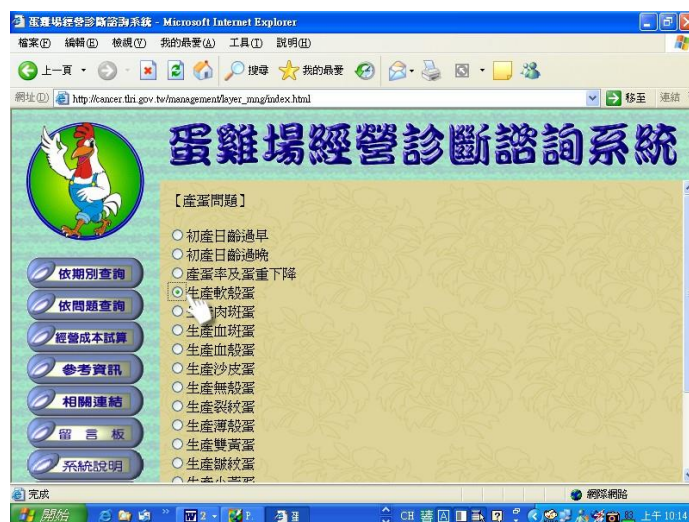 蛋雞場經營診斷諮詢系統 - Microsoft Internet Explorer
檔案(F) 編輯(E) 檢視(V) 我的最愛(A) 工具(T) 說明(H)
上一頁 搜尋 我的最愛
網址(D) http://cancer.tlri.gov.tw/management/layer_mng/index.html 移至 連結
蛋雞場經營診斷諮詢系統
【產蛋問題】
初產日齡過早
初產日齡過晚
產蛋率及蛋重下降
生產軟殼蛋
生產肉斑蛋
生產血斑蛋
生產血殼蛋
生產沙皮蛋
生產無殼蛋
生產裂紋蛋
生產薄殼蛋
生產雙黃蛋
生產皺紋蛋
依期別查詢
依問題查詢
經營成本試算
參考資訊
相關連結
留言板
系統說明
完成 網際網路
開始 2 P. CH 上午 10:14